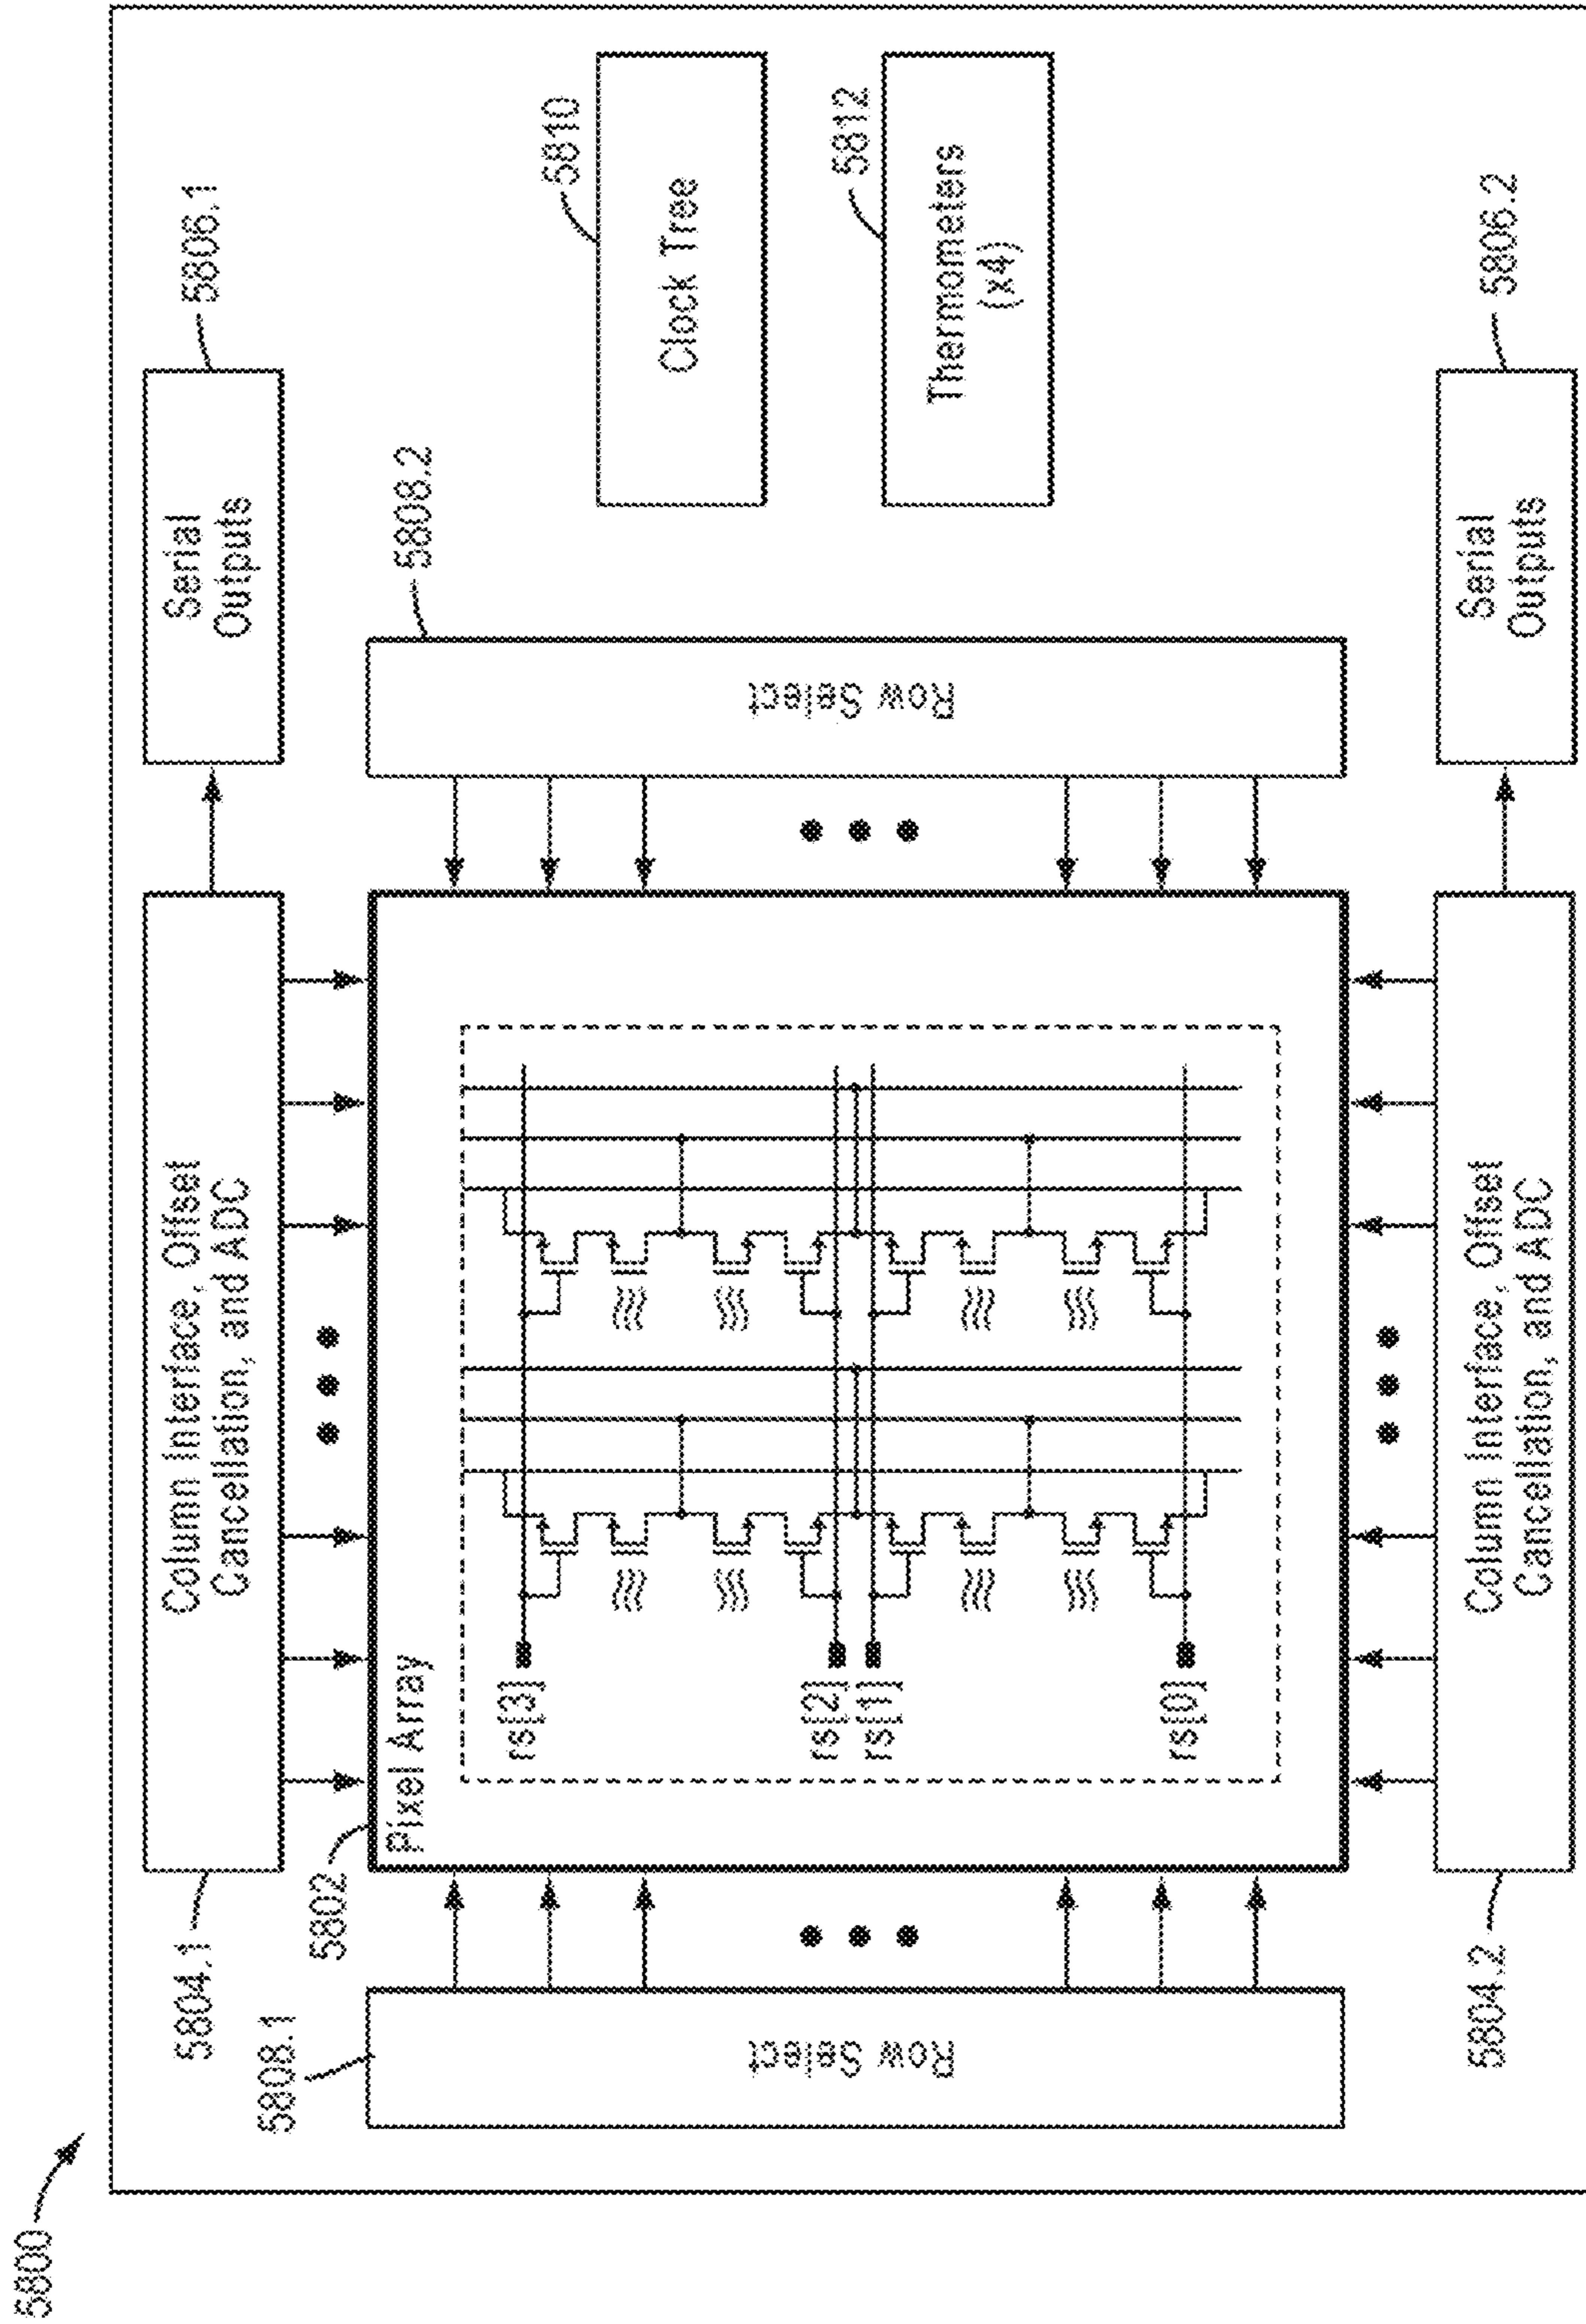 5800
5804.1
Column Interface, Offset
Cancellation, and ADC
Serial
Outputs
5806.1
5808.1
Row Select
5802
Pixel Array
rs[3]
rs[2]
rs[1]
rs[0]
Row Select
5808.2
Clock Tree
5810
Thermometers
(x4)
5812
5804.2
Column Interface, Offset
Cancellation, and ADC
Serial
Outputs
5806.2